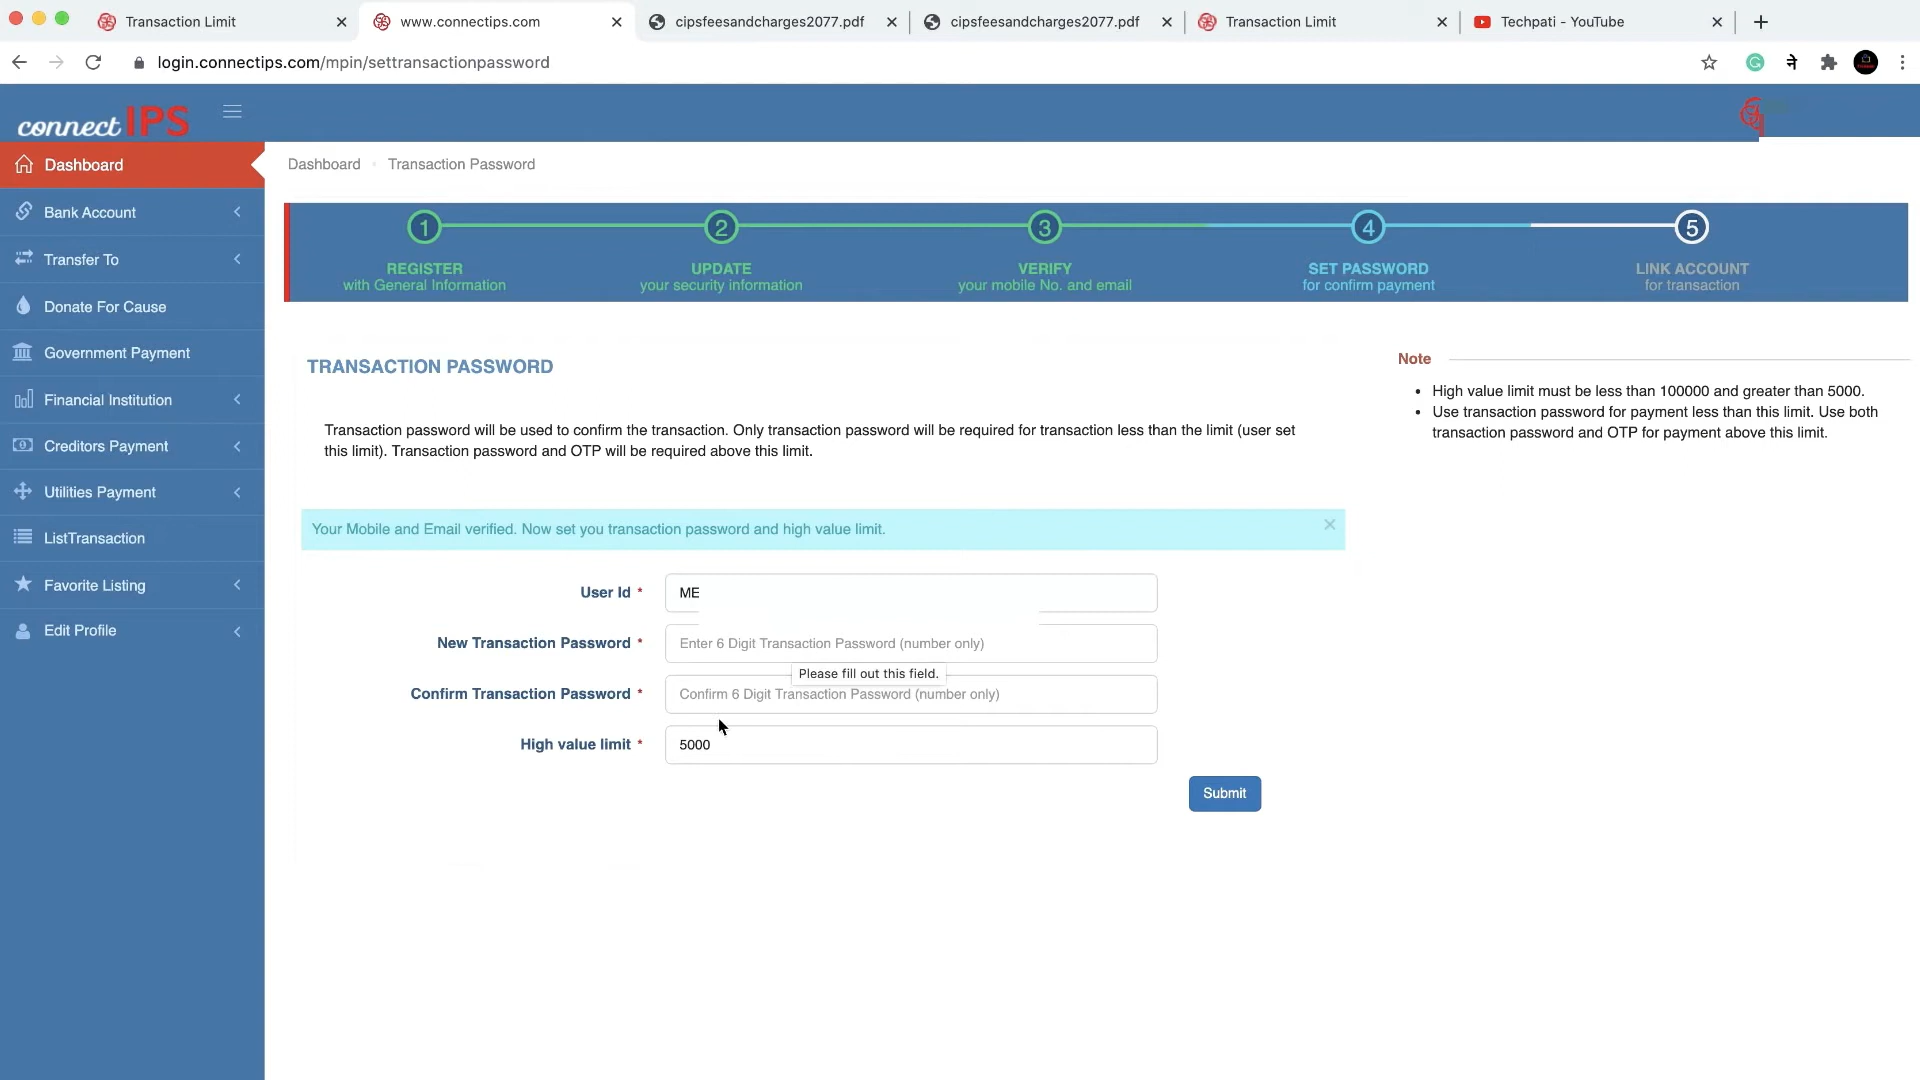 Transaction Limit
www.connectips.com
cipsfeesandcharges2077.pdf
cipsfeesandcharges2077.pdf
Transaction Limit
Techpati - YouTube
login.connectips.com/mpin/settransactionpassword
connectIPS
Dashboard
Bank Account
Transfer To
Donate For Cause
Government Payment
Financial Institution
Creditors Payment
Utilities Payment
ListTransaction
Favorite Listing
Edit Profile
Dashboard • Transaction Password
1 2 3 4 5
REGISTER UPDATE VERIFY SET PASSWORD LINK ACCOUNT
with General Information your security information your mobile No. and email for confirm payment for transaction
TRANSACTION PASSWORD
Transaction password will be used to confirm the transaction. Only transaction password will be required for transaction less than the limit (user set
this limit). Transaction password and OTP will be required above this limit.
Your Mobile and Email verified. Now set you transaction password and high value limit.
User Id * ME
New Transaction Password * Enter 6 Digit Transaction Password (number only)
Please fill out this field.
Confirm Transaction Password * Confirm 6 Digit Transaction Password (number only)
High value limit * 5000
Submit
Note
• High value limit must be less than 100000 and greater than 5000.
• Use transaction password for payment less than this limit. Use both
transaction password and OTP for payment above this limit.